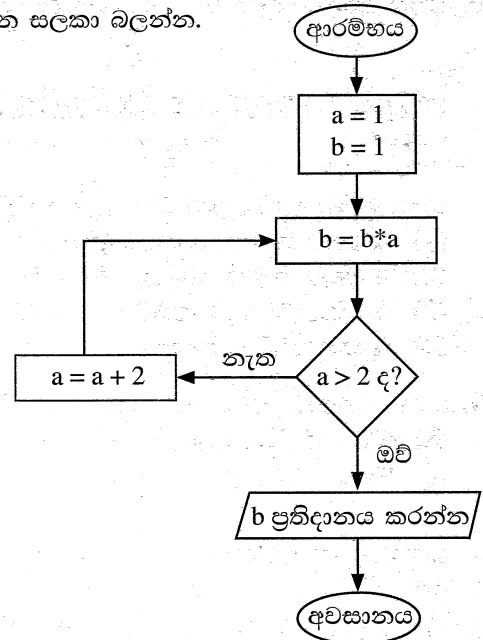 න සලකා බලන්න.
ආරම්භය
a = 1
b = 1
b = b*a
a > 2 ද?
නැත
a = a + 2
ඔව්
b ප්‍රතිදානය කරන්න
අවසානය